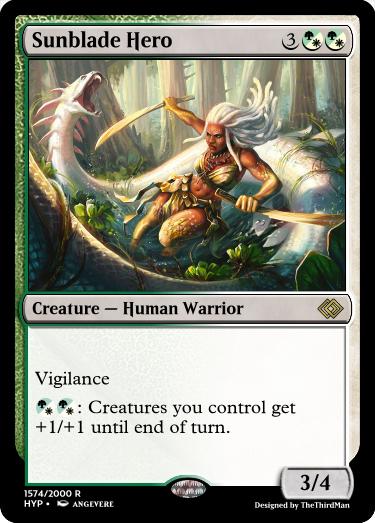 Sunblade Hero 3
Creature — Human Warrior
Vigilance
: Creatures you control get
+1/+1 until end of turn.
3/4
1574/2000 R
HYP • ANGEVERE
Designed by TheThirdMan